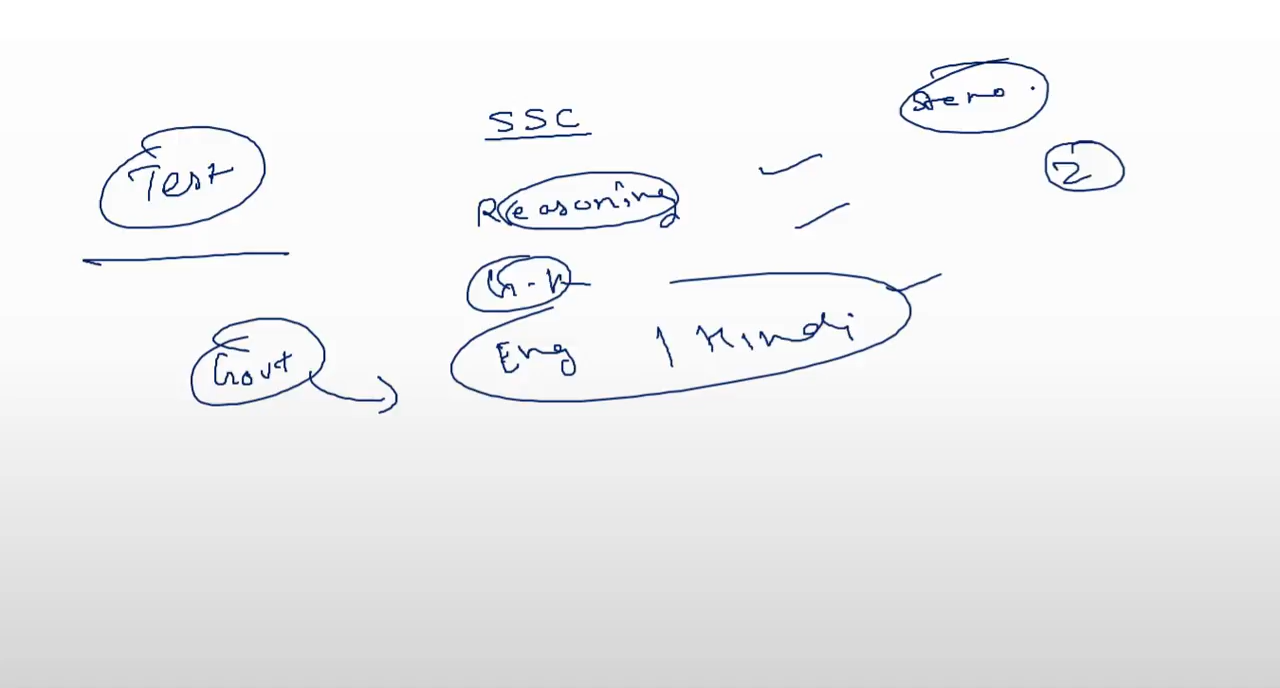 Steno.
SSC
Test
2
Reasoning
G.K
Eng / Hindi
Govt